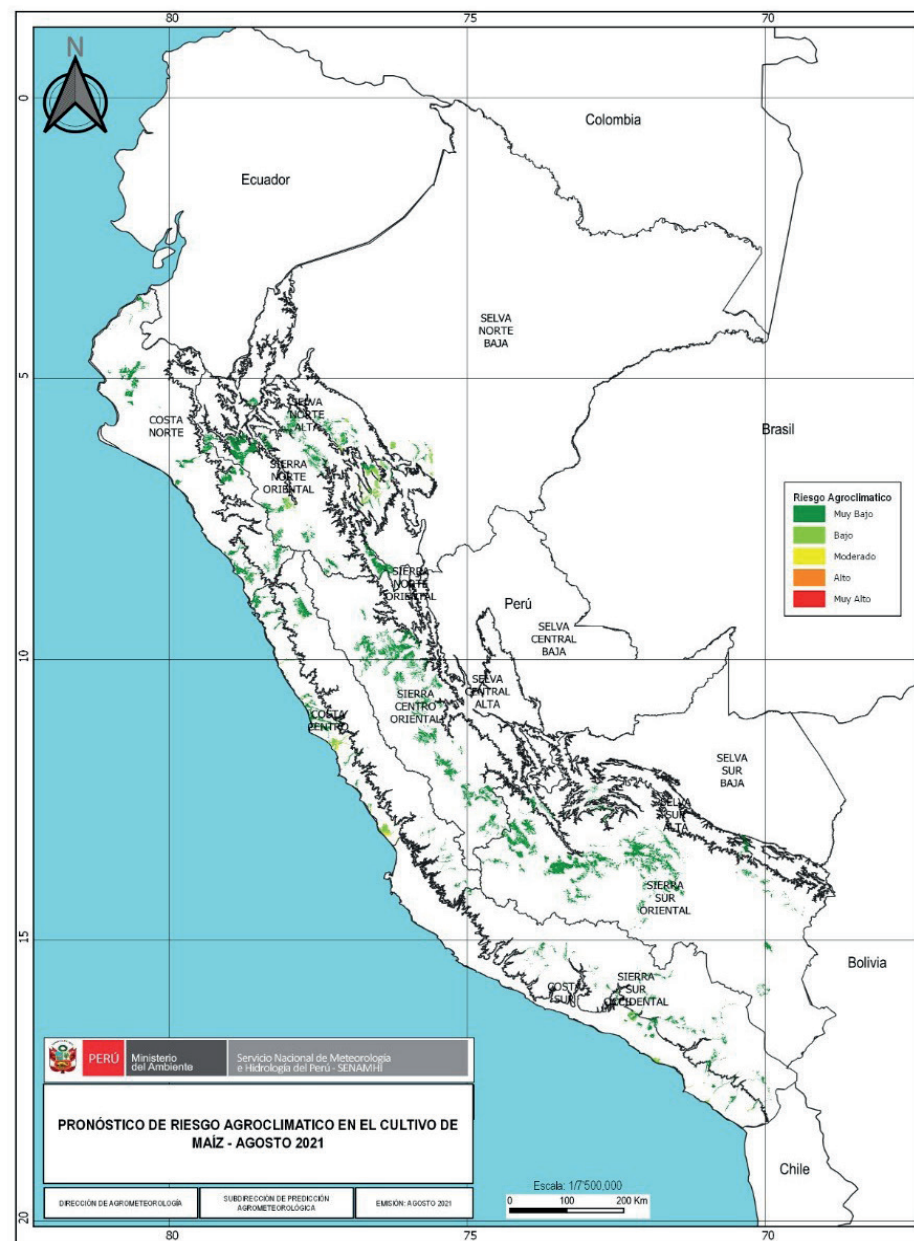 80
75
70
N
0
Colombia
Ecuador
SELVA
NORTE
BAJA
5
SELVA
NORTE
ALTA
COSTA
NORTE
Brasil
SIERRA
NORTE
ORIENTAL
Riesgo Agroclimatico
Muy Bajo
Bajo
Moderado
Alto
Muy Alto
SIERRA
NORTE
ORIENTAL
Perú
SELVA
CENTRAL
BAJA
10
SELVA
CENTRAL
ALTA
SIERRA
CENTRO
ORIENTAL
COSTA
CENTRO
SELVA
SUR
BAJA
SELVA
SUR
ALTA
SIERRA
SUR
ORIENTAL
15
Bolivia
SIERRA
SUR
OCCIDENTAL
COSTA
SUR
PERÚ
Ministerio
del Ambiente
Servicio Nacional de Meteorología
e Hidrología del Perú - SENAMHI
PRONÓSTICO DE RIESGO AGROCLIMATICO EN EL CULTIVO DE
MAÍZ - AGOSTO 2021
DIRECCIÓN DE AGROMETEOROLOGÍA
SUBDIRECCIÓN DE PREDICCIÓN
AGROMETEOROLÓGICA
EMISIÓN: AGOSTO 2021
Escala: 1/7'500,000
0 100 200 Km
Chile
20
80
75
70